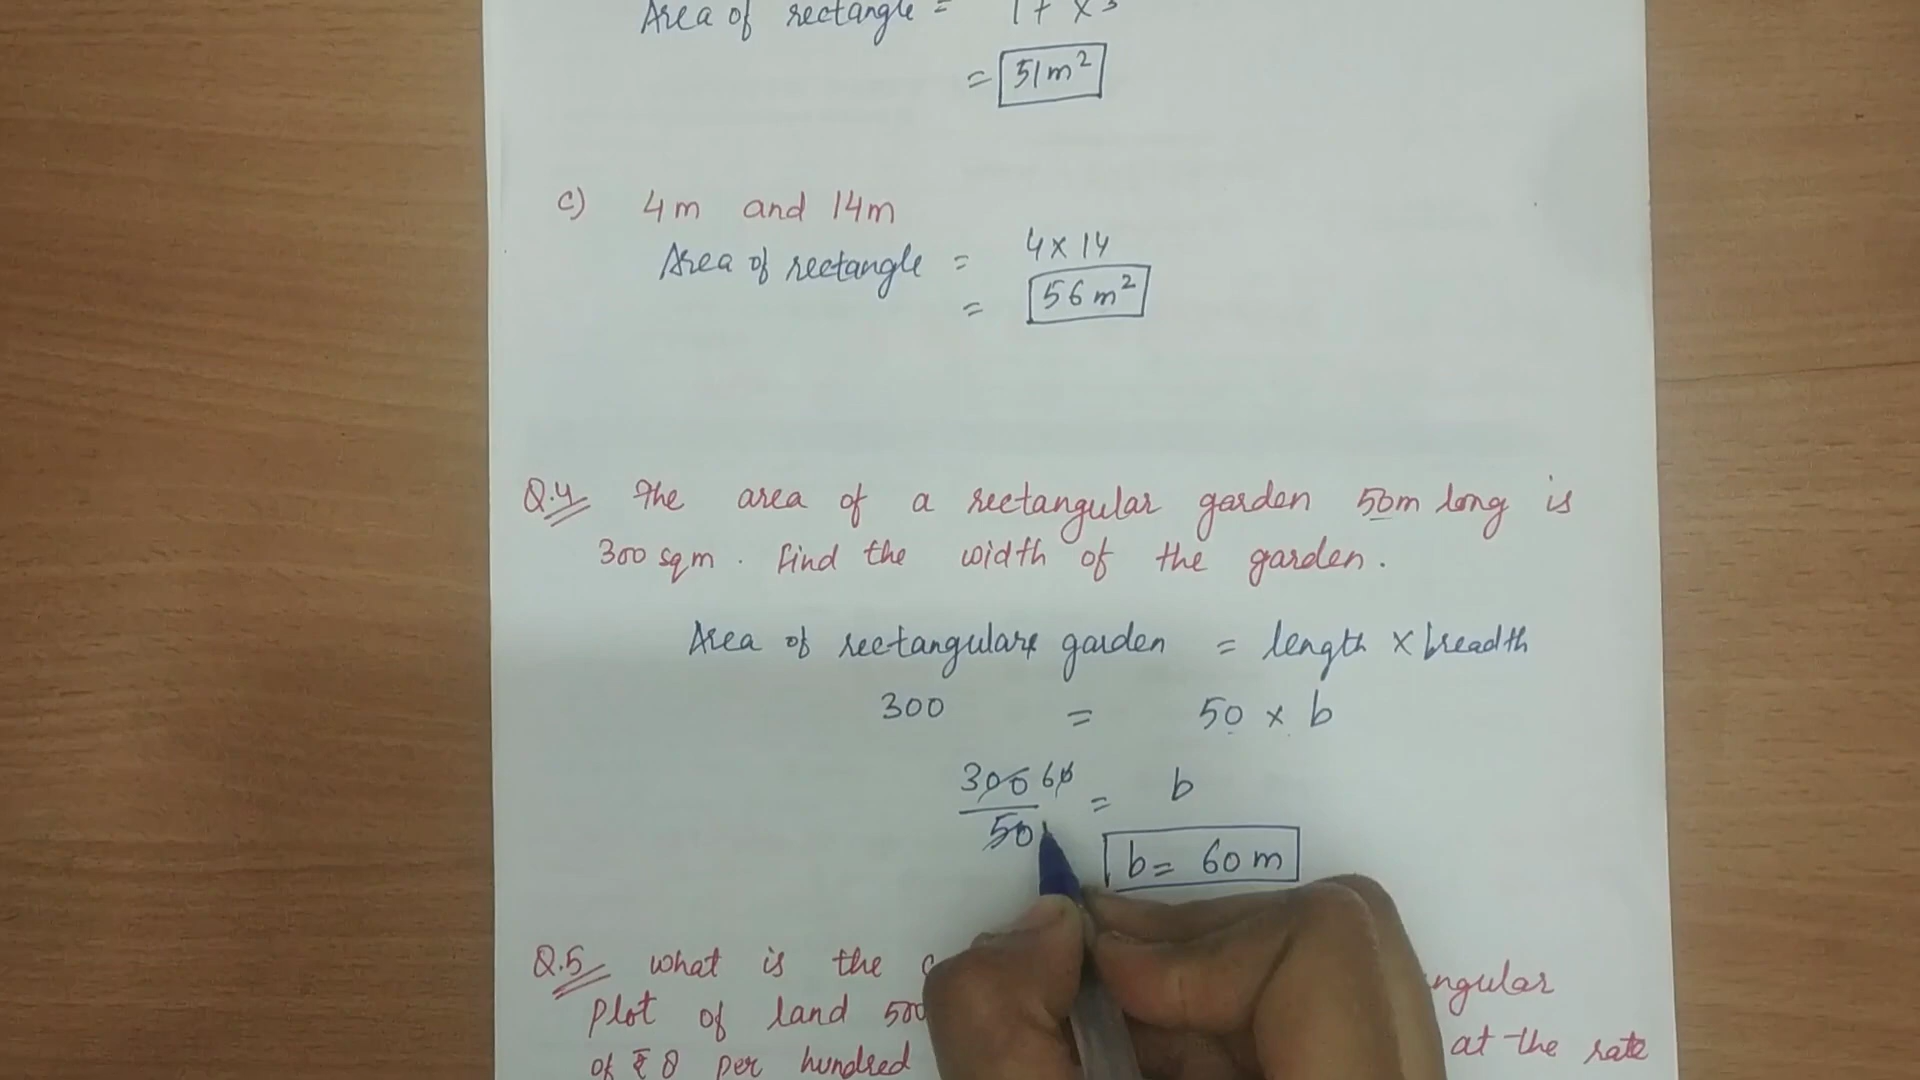 Area of rectangle = 17 x 3
= 51m²
c) 4m and 14m
Area of rectangle = 4 x 14
= 56 m²
Q.4 The area of a rectangular garden 50m long is
300 sq m. Find the width of the garden.
Area of rectangular garden = length x breadth
300 = 50 x b
300 60
50 = b
b = 60 m
Q.5 what is the ngular
plot of land 500
of ₹ 8 per hundred at the rate